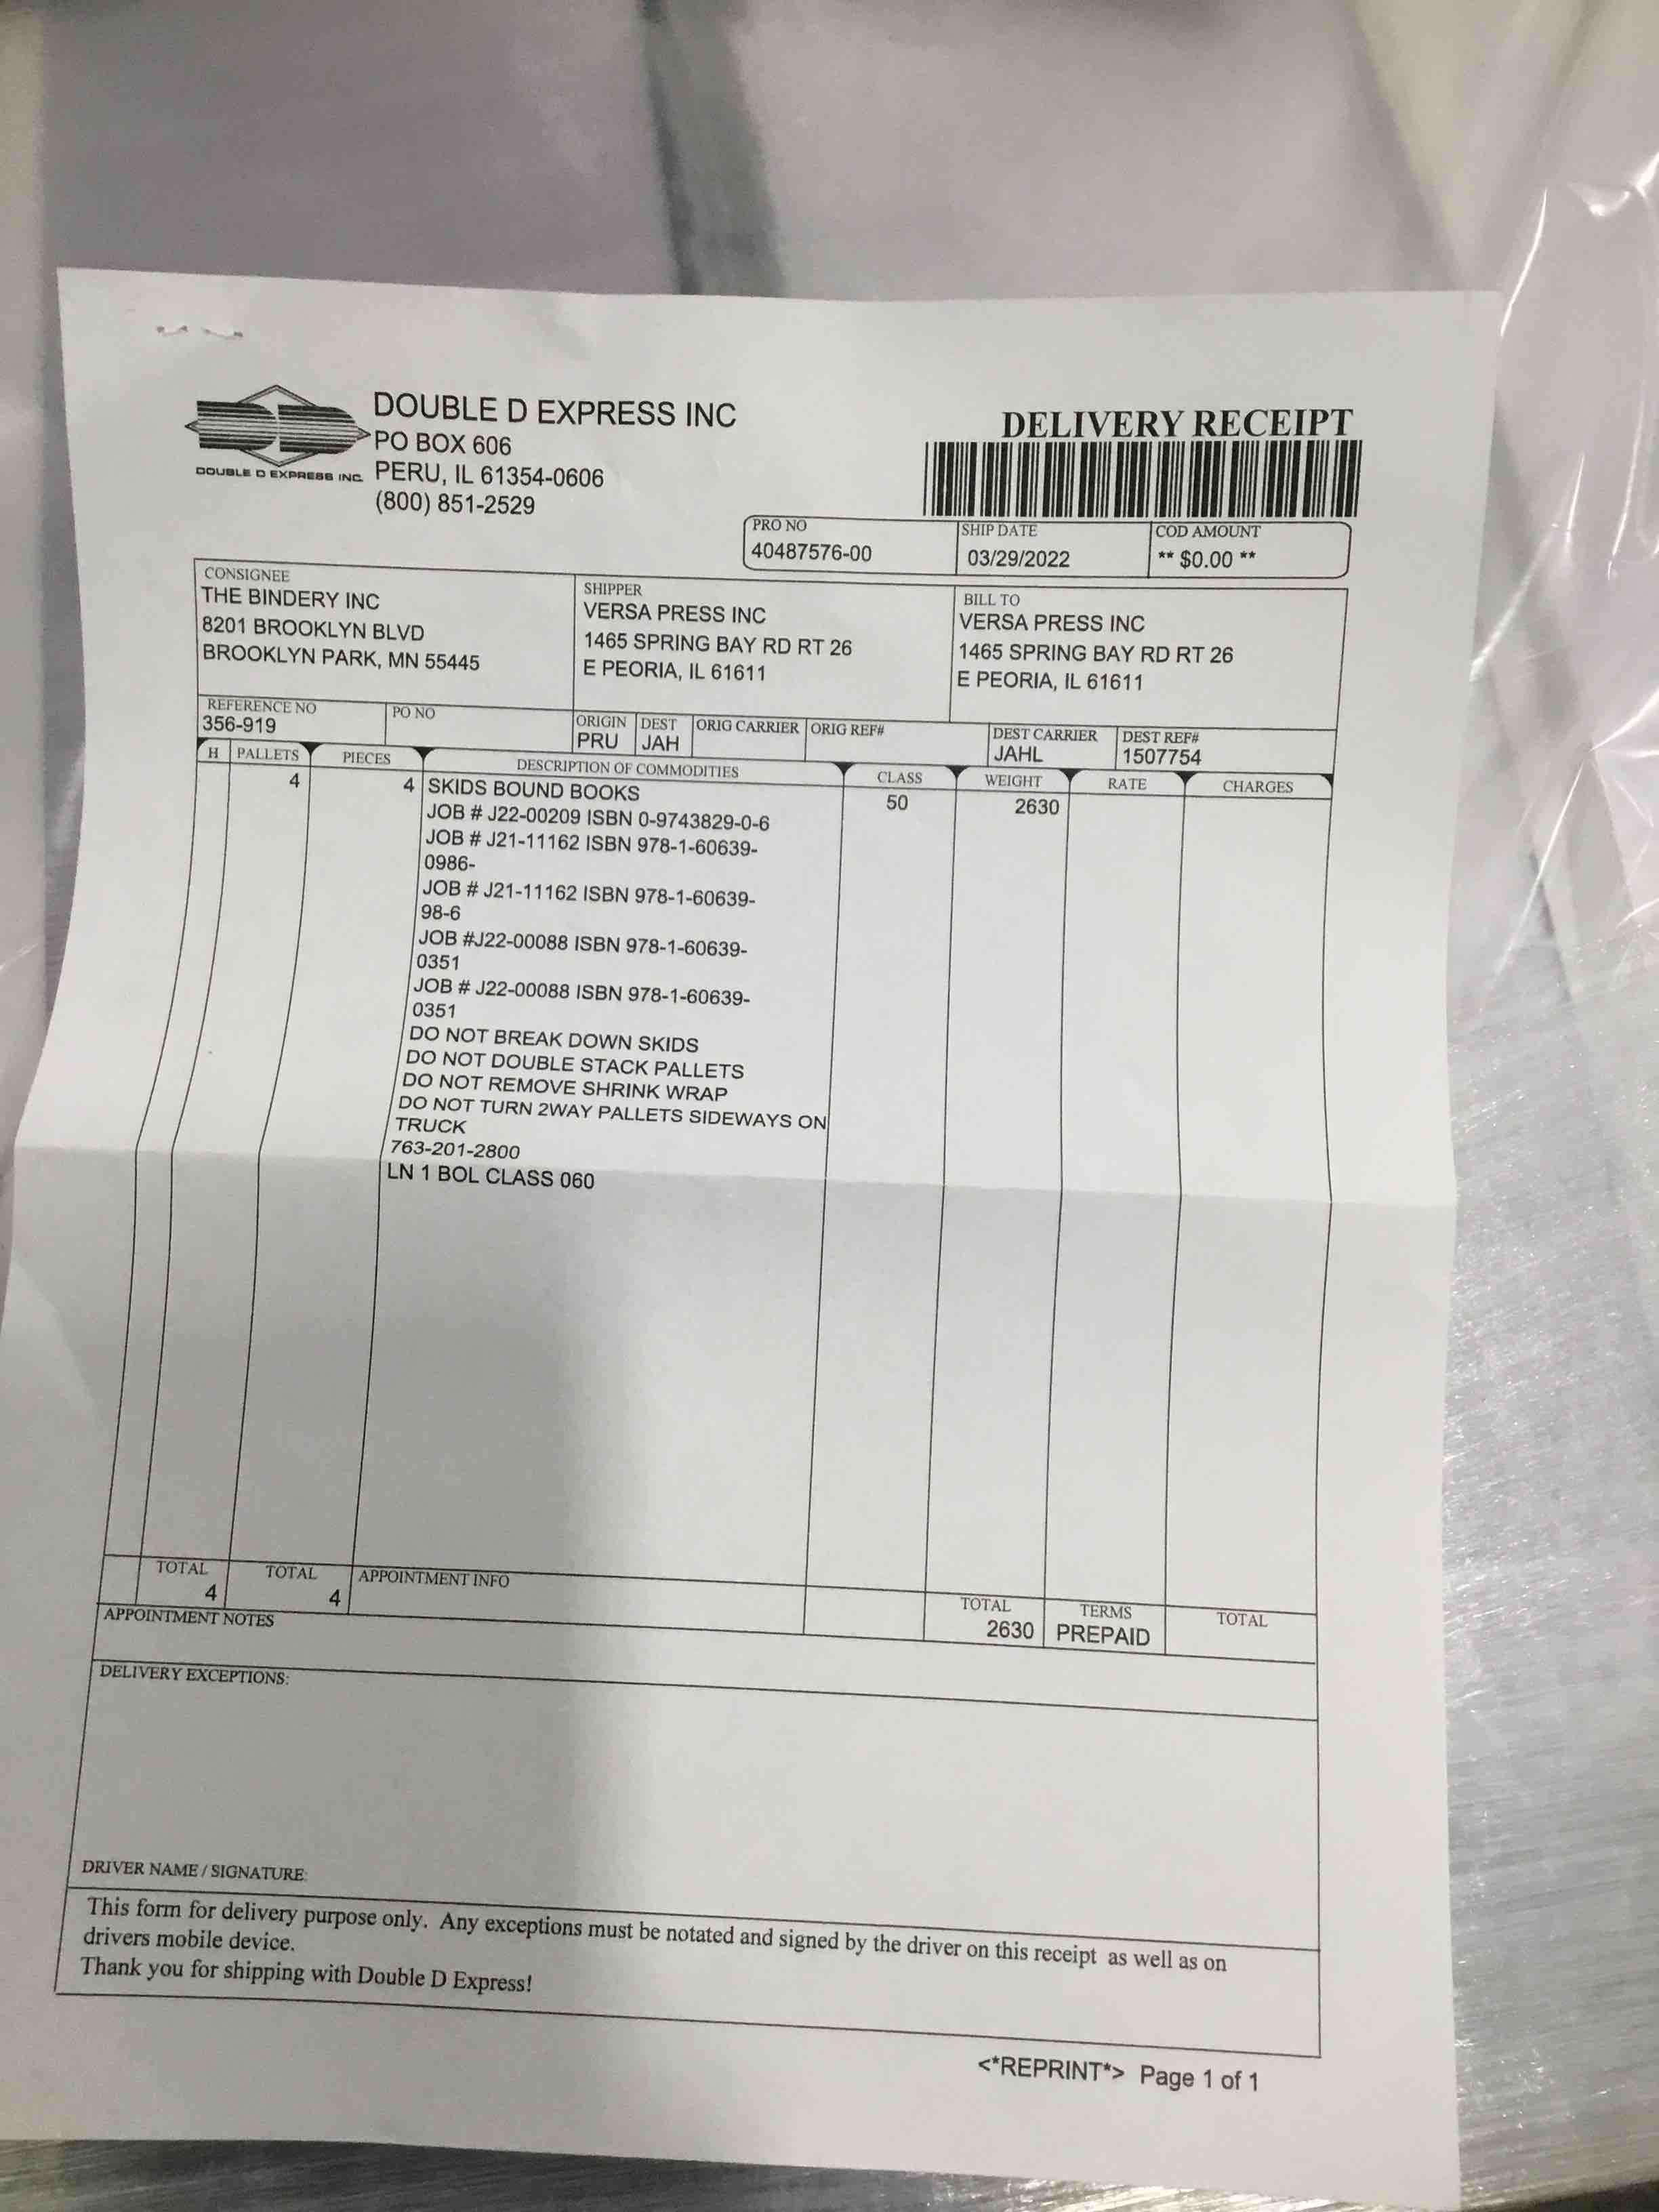 DOUBLE D EXPRESS INC
PO BOX 606
DOUBLE D EXPRESS INC. PERU, IL 61354-0606
(800) 851-2529
DELIVERY RECEIPT
PRO NO SHIP DATE COD AMOUNT
40487576-00 03/29/2022 ** $0.00 **
CONSIGNEE
THE BINDERY INC
8201 BROOKLYN BLVD
BROOKLYN PARK, MN 55445
SHIPPER
VERSA PRESS INC
1465 SPRING BAY RD RT 26
E PEORIA, IL 61611
BILL TO
VERSA PRESS INC
1465 SPRING BAY RD RT 26
E PEORIA, IL 61611
REFERENCE NO PO NO ORIGIN DEST ORIG CARRIER ORIG REF# DEST CARRIER DEST REF#
356-919 PRU JAH JAHL 1507754
H PALLETS PIECES DESCRIPTION OF COMMODITIES CLASS WEIGHT RATE CHARGES
4 4 SKIDS BOUND BOOKS 50 2630
JOB # J22-00209 ISBN 0-9743829-0-6
JOB # J21-11162 ISBN 978-1-60639-
0986-
JOB # J21-11162 ISBN 978-1-60639-
98-6
JOB #J22-00088 ISBN 978-1-60639-
0351
JOB # J22-00088 ISBN 978-1-60639-
0351
DO NOT BREAK DOWN SKIDS
DO NOT DOUBLE STACK PALLETS
DO NOT REMOVE SHRINK WRAP
DO NOT TURN 2WAY PALLETS SIDEWAYS ON
TRUCK
763-201-2800
LN 1 BOL CLASS 060
TOTAL TOTAL APPOINTMENT INFO TOTAL TERMS TOTAL
4 4 2630 PREPAID
APPOINTMENT NOTES
DELIVERY EXCEPTIONS:
DRIVER NAME / SIGNATURE:
This form for delivery purpose only. Any exceptions must be notated and signed by the driver on this receipt as well as on
drivers mobile device.
Thank you for shipping with Double D Express!
<*REPRINT*> Page 1 of 1